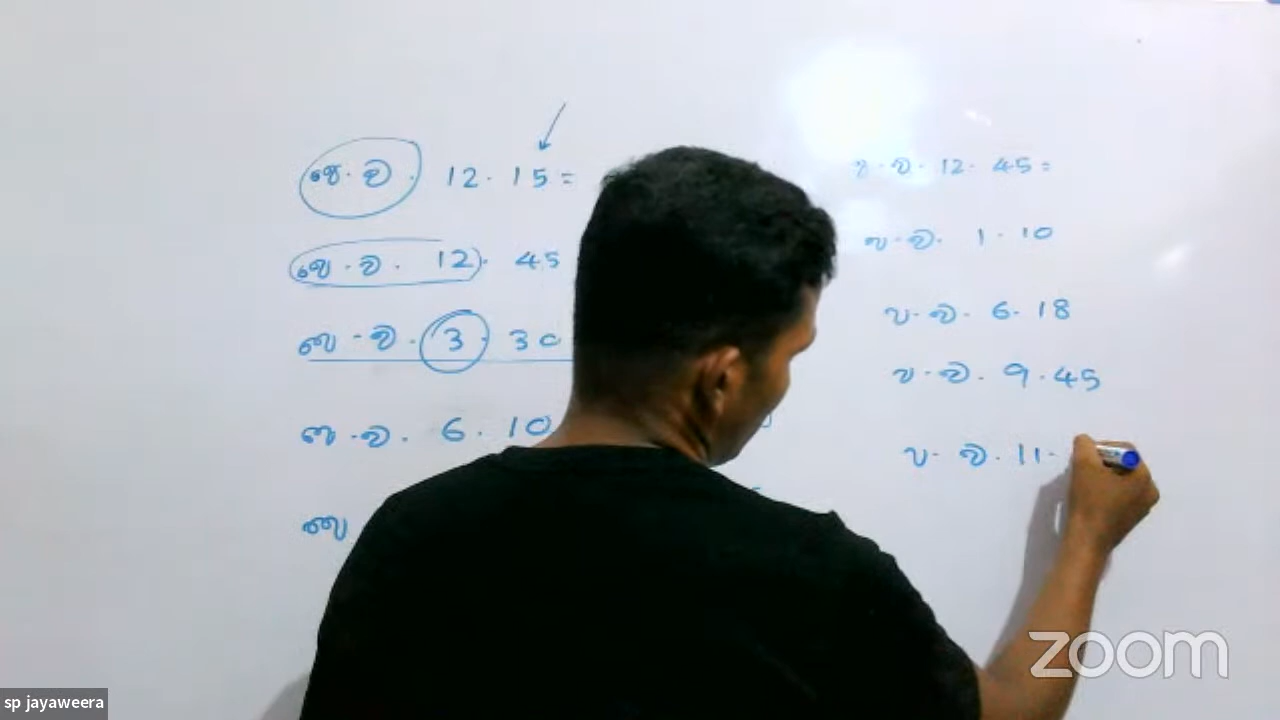 පෙ.ව. 12.15=
පෙ.ව. 12. 45
පෙ.ව. 3. 30
පෙ.ව. 6.10
පෙ
ප.ව. 12. 45=
ප.ව. 1.10
ප.ව. 6.18
ප.ව. 9.45
ප.ව. 11.
zoom
sp jayaweera